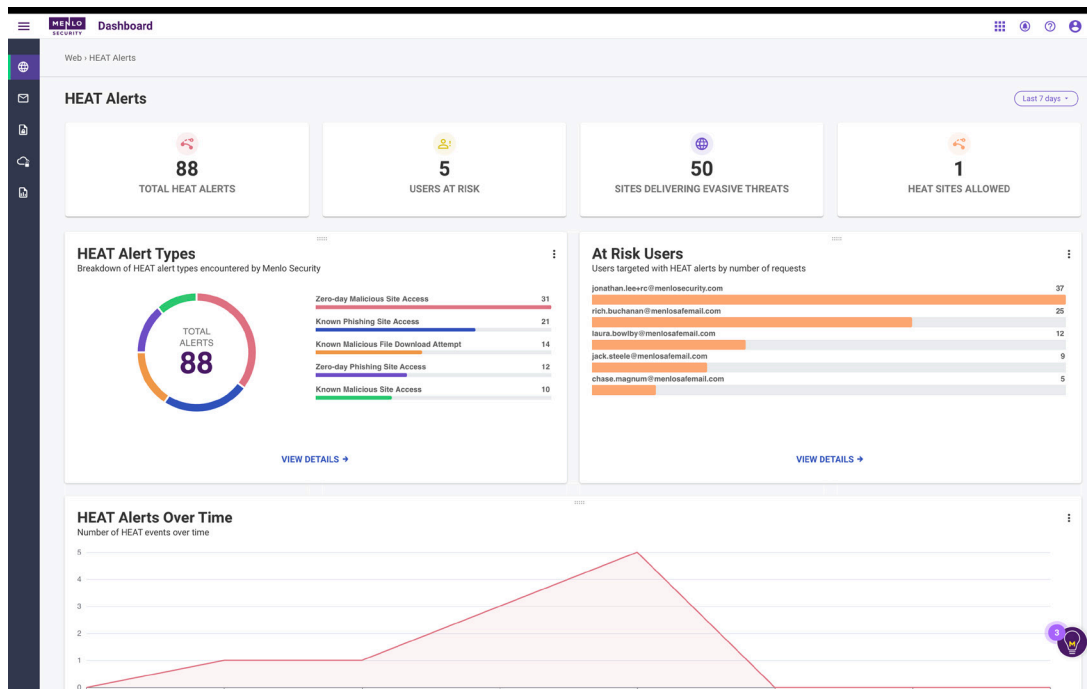 MENLO
SECURITY
Dashboard
Web › HEAT Alerts
HEAT Alerts
Last 7 days
88
TOTAL HEAT ALERTS
5
USERS AT RISK
50
SITES DELIVERING EVASIVE THREATS
1
HEAT SITES ALLOWED
HEAT Alert Types
Breakdown of HEAT alert types encountered by Menlo Security
TOTAL
ALERTS
88
Zero-day Malicious Site Access 31
Known Phishing Site Access 21
Known Malicious File Download Attempt 14
Zero-day Phishing Site Access 12
Known Malicious Site Access 10
VIEW DETAILS →
At Risk Users
Users targeted with HEAT alerts by number of requests
jonathan.lee+rc@menlosecurity.com 37
rich.buchanan@menlosafemail.com 25
laura.bowlby@menlosafemail.com 12
jack.steele@menlosafemail.com 9
chase.magnum@menlosafemail.com 5
VIEW DETAILS →
HEAT Alerts Over Time
Number of HEAT events over time
5
4
3
2
1
0
3
M